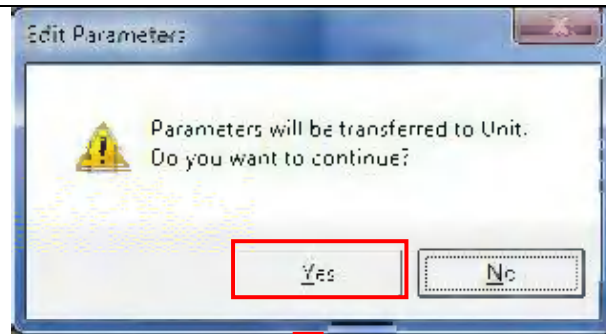 Edit Parameters
Parameters will be transferred to Unit.
Do you want to continue?
Yes
No